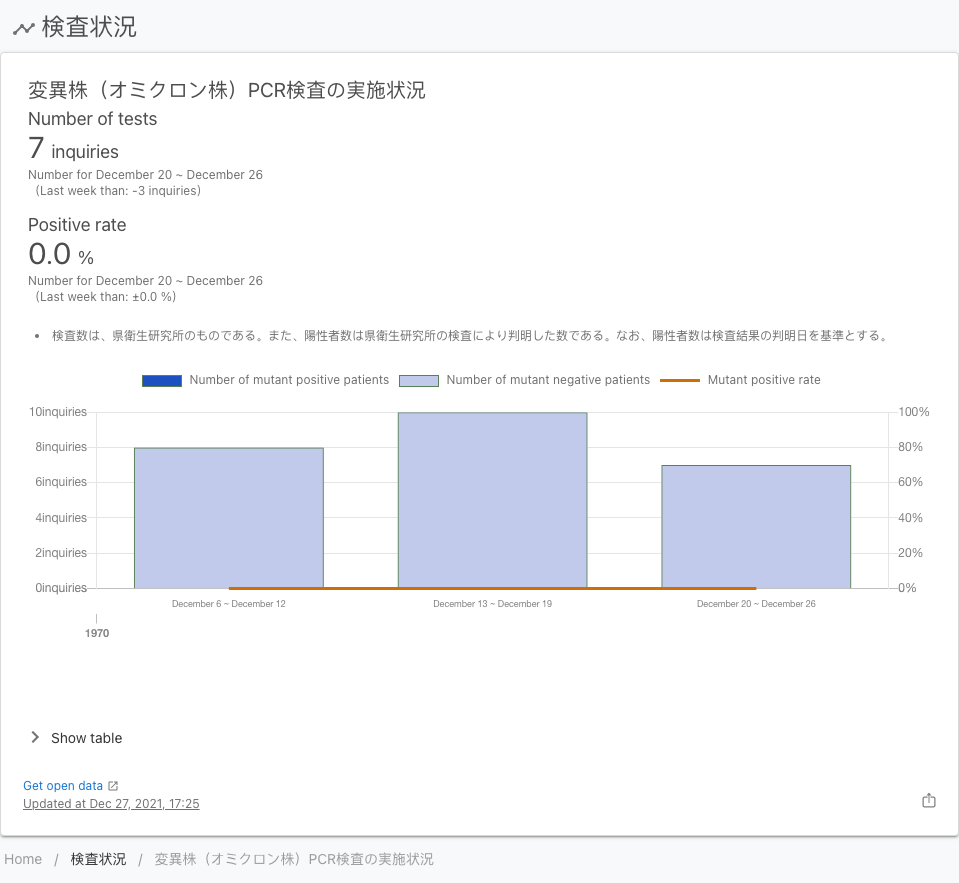 検査状況
変異株（オミクロン株）PCR検査の実施状況
Number of tests
7 inquiries
Number for December 20 ~ December 26
（Last week than: -3 inquiries）
Positive rate
0.0 %
Number for December 20 ~ December 26
（Last week than: ±0.0 %）
• 検査数は、県衛生研究所のものである。また、陽性者数は県衛生研究所の検査により判明した数である。なお、陽性者数は検査結果の判明日を基準とする。
Number of mutant positive patients Number of mutant negative patients Mutant positive rate
10inquiries 100%
8inquiries 80%
6inquiries 60%
4inquiries 40%
2inquiries 20%
0inquiries 0%
December 6 ~ December 12 December 13 ~ December 19 December 20 ~ December 26
1970
Show table
Get open data
Updated at Dec 27, 2021, 17:25
Home / 検査状況 / 変異株（オミクロン株）PCR検査の実施状況